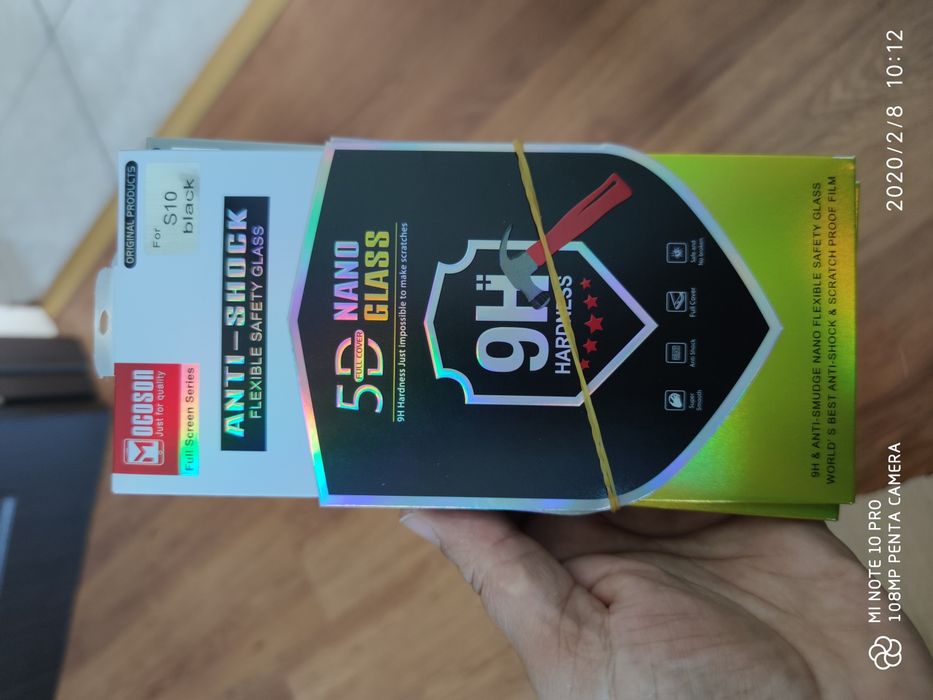 ORIGINAL PRODUCTS
For
S10
black
MOCOSON
Just for quality
Full Screen Series
ANTI-SHOCK
FLEXIBLE SAFETY GLASS
5D
FULL COVER
NANO
GLASS
9H Hardness Just impossible to make scratches
9H
HARDNESS
Super
Smooth
Anti Shock
Full Cover
Safe and
No broken
9H & ANTI-SMUDGE NANO FLEXIBLE SAFETY GLASS
WORLD'S BEST ANTI-SHOCK & SCRATCH PROOF FILM
MI NOTE 10 PRO
108MP PENTA CAMERA
2020/2/8 10:12